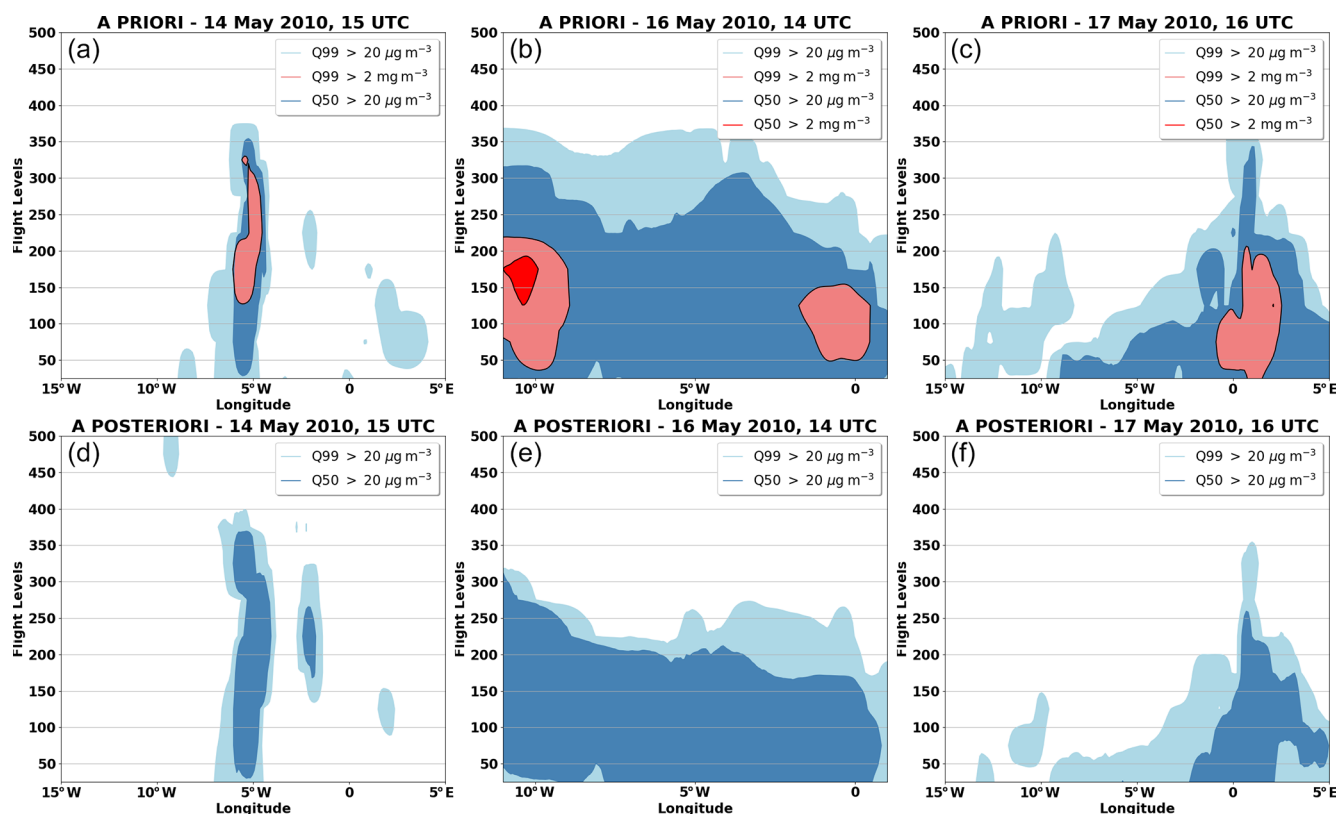 A PRIORI - 14 May 2010, 15 UTC
(a)
Q99 > 20 μg m⁻³
Q99 > 2 mg m⁻³
Q50 > 20 μg m⁻³
500
450
400
350
300
250
200
150
100
50
Flight Levels
15°W 10°W 5°W 0 5°E
Longitude
A PRIORI - 16 May 2010, 14 UTC
(b)
Q99 > 20 μg m⁻³
Q99 > 2 mg m⁻³
Q50 > 20 μg m⁻³
Q50 > 2 mg m⁻³
500
450
400
350
300
250
200
150
100
50
Flight Levels
10°W 5°W 0
Longitude
A PRIORI - 17 May 2010, 16 UTC
(c)
Q99 > 20 μg m⁻³
Q99 > 2 mg m⁻³
Q50 > 20 μg m⁻³
Q50 > 2 mg m⁻³
500
450
400
350
300
250
200
150
100
50
Flight Levels
15°W 10°W 5°W 0 5°E
Longitude
A POSTERIORI - 14 May 2010, 15 UTC
(d)
Q99 > 20 μg m⁻³
Q50 > 20 μg m⁻³
500
450
400
350
300
250
200
150
100
50
Flight Levels
15°W 10°W 5°W 0 5°E
Longitude
A POSTERIORI - 16 May 2010, 14 UTC
(e)
Q99 > 20 μg m⁻³
Q50 > 20 μg m⁻³
500
450
400
350
300
250
200
150
100
50
Flight Levels
10°W 5°W 0
Longitude
A POSTERIORI - 17 May 2010, 16 UTC
(f)
Q99 > 20 μg m⁻³
Q50 > 20 μg m⁻³
500
450
400
350
300
250
200
150
100
50
Flight Levels
15°W 10°W 5°W 0 5°E
Longitude